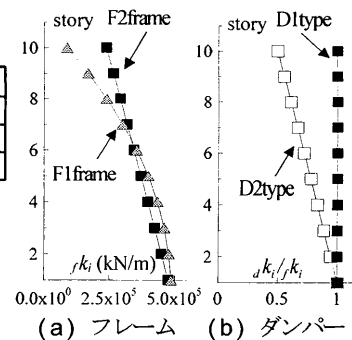 story
F2frame
10
8
6
4
2
F1frame
fki (kN/m)
0.0x10⁰ 2.5x10⁵ 5.0x10⁵
(a) フレーム
story
D1type
10
8
6
4
2
D2type
dki/fki
0 0.5 1
(b) ダンパー